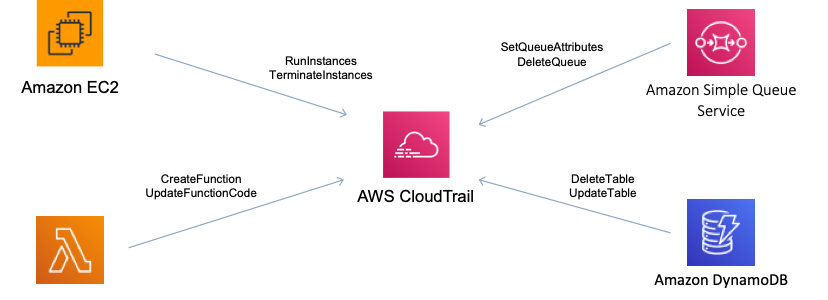 Amazon EC2
RunInstances
TerminateInstances
SetQueueAttributes
DeleteQueue
Amazon Simple Queue
Service
AWS CloudTrail
CreateFunction
UpdateFunctionCode
DeleteTable
UpdateTable
Amazon DynamoDB